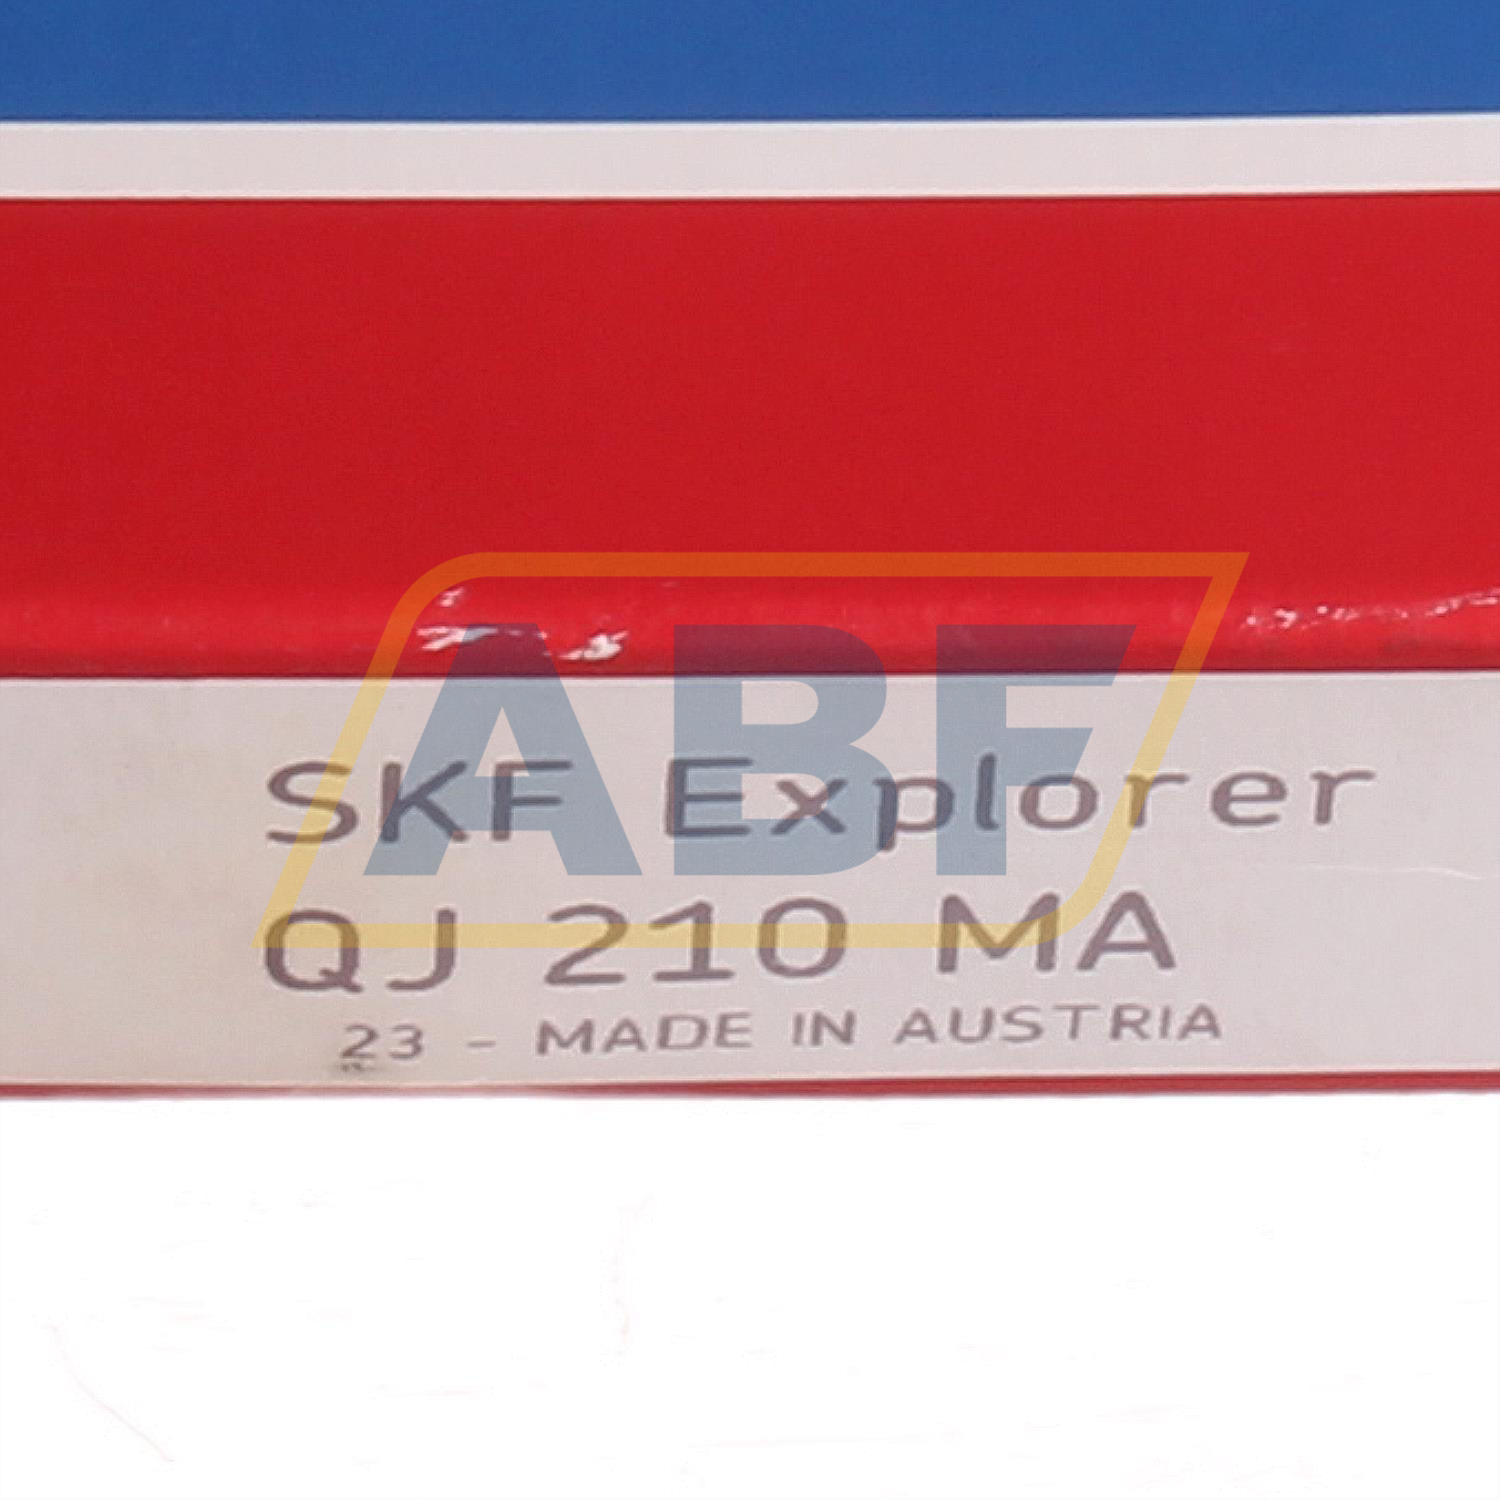 ABF
SKF Explorer
QJ 210 MA
23 - MADE IN AUSTRIA